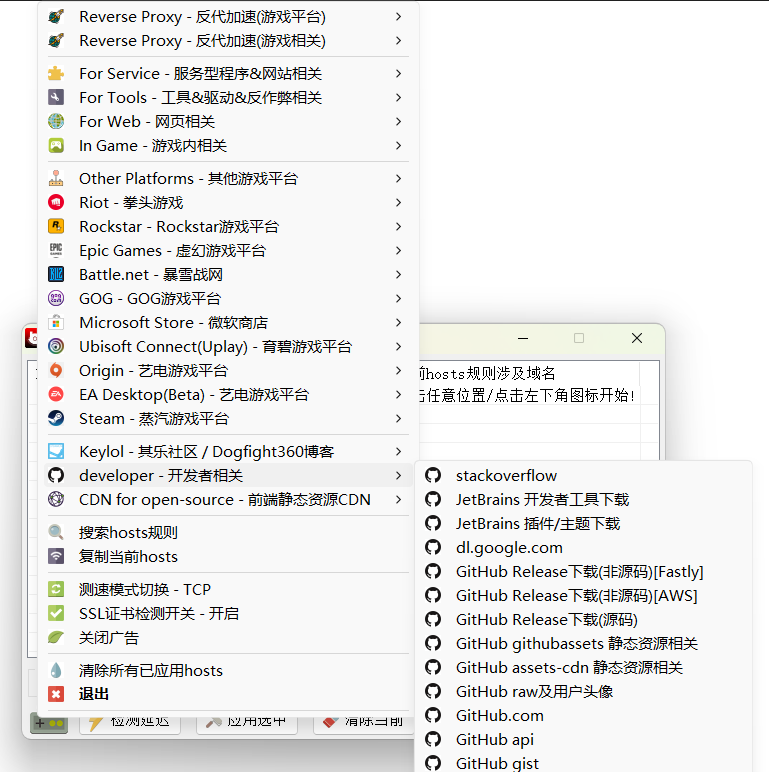 Reverse Proxy - 反代加速(游戏平台)
Reverse Proxy - 反代加速(游戏相关)
For Service - 服务型程序&网站相关
For Tools - 工具&驱动&反作弊相关
For Web - 网页相关
In Game - 游戏内相关
Other Platforms - 其他游戏平台
Riot - 拳头游戏
Rockstar - Rockstar游戏平台
Epic Games - 虚幻游戏平台
Battle.net - 暴雪战网
GOG - GOG游戏平台
Microsoft Store - 微软商店
Ubisoft Connect(Uplay) - 育碧游戏平台
Origin - 艺电游戏平台
EA Desktop(Beta) - 艺电游戏平台
Steam - 蒸汽游戏平台
Keylol - 其乐社区 / Dogfight360博客
developer - 开发者相关
CDN for open-source - 前端静态资源CDN
搜索hosts规则
复制当前hosts
测速模式切换 - TCP
SSL证书检测开关 - 开启
关闭广告
清除所有已应用hosts
退出
前hosts规则涉及域名
击任意位置/点击左下角图标开始!
stackoverflow
JetBrains 开发者工具下载
JetBrains 插件/主题下载
dl.google.com
GitHub Release下载(非源码)[Fastly]
GitHub Release下载(非源码)[AWS]
GitHub Release下载(源码)
GitHub githubassets 静态资源相关
GitHub assets-cdn 静态资源相关
GitHub raw及用户头像
GitHub.com
GitHub api
GitHub gist
检测延迟 应用选中 清除当前